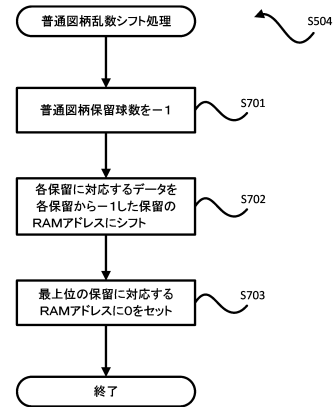 普通図柄乱数シフト処理
S504
普通図柄保留球数を－1
S701
各保留に対応するデータを
各保留から－1した保留の
RAMアドレスにシフト
S702
最上位の保留に対応する
RAMアドレスに0をセット
S703
終了